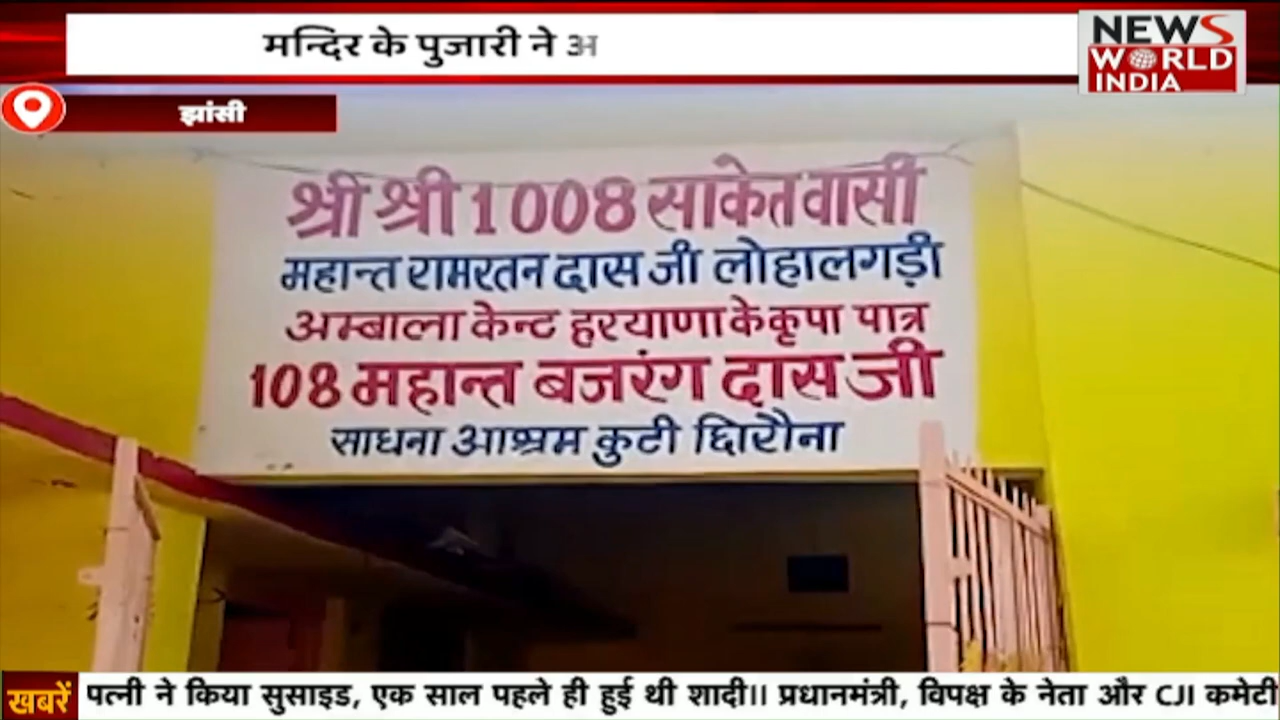 मन्दिर के पुजारी ने अ
NEWS
WORLD
INDIA
झांसी
श्री श्री 1008 साकेत वासी
महान्त रामरतन दास जी लोहालगड़ी
अम्बाला केन्ट हरयाणा के कृपा पात्र
108 महान्त बजरंग दास जी
साधना आश्रम कुटी छिरौना
खबरें पत्नी ने किया सुसाइड, एक साल पहले ही हुई थी शादी।। प्रधानमंत्री, विपक्ष के नेता और CJI कमेटी